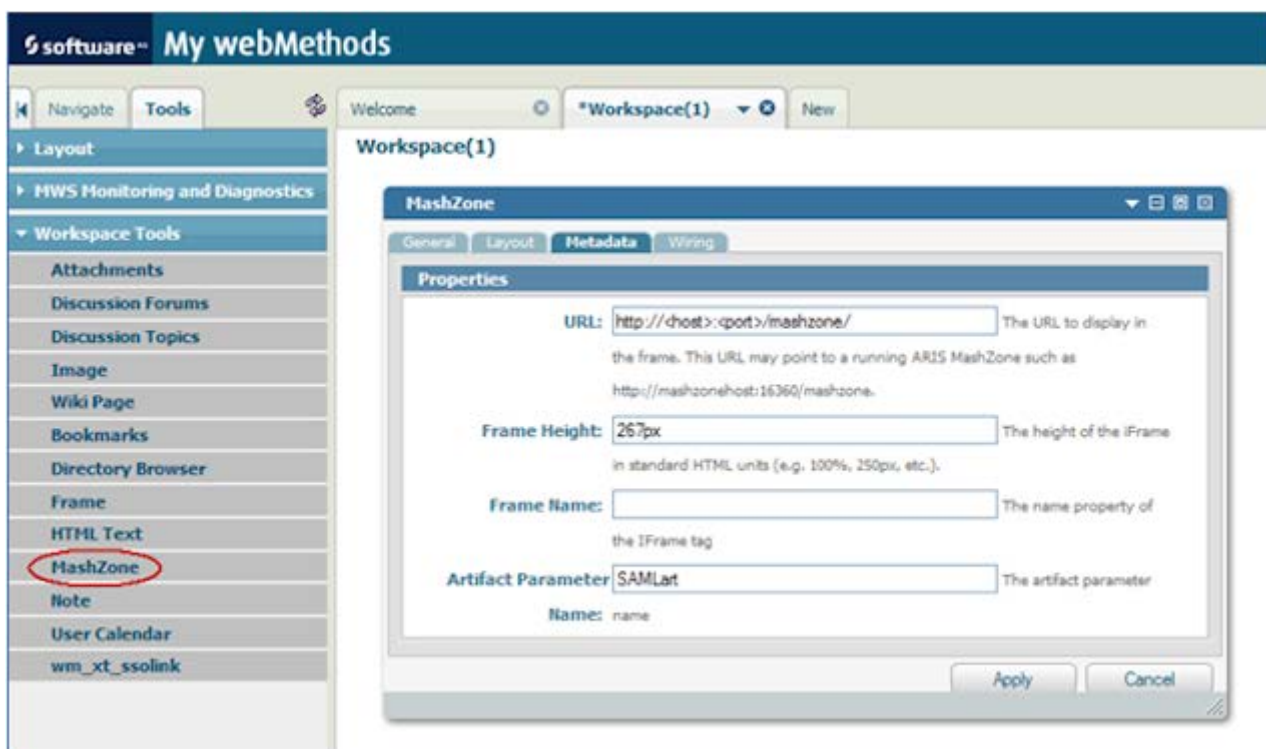 software AG My webMethods
Navigate Tools
Welcome *Workspace(1) New
Layout
MWS Monitoring and Diagnostics
Workspace Tools
Attachments
Discussion Forums
Discussion Topics
Image
Wiki Page
Bookmarks
Directory Browser
Frame
HTML Text
MashZone
Note
User Calendar
wm_xt_ssolink
Workspace(1)
MashZone
General Layout Metadata Wiring
Properties
URL: http://<host>:<port>/mashzone/ The URL to display in
the frame. This URL may point to a running ARIS MashZone such as
http://mashzonehost:16360/mashzone.
Frame Height: 267px The height of the iFrame
in standard HTML units (e.g. 100%, 250px, etc.).
Frame Name: The name property of
the IFrame tag
Artifact Parameter SAMLart The artifact parameter
Name: name
Apply Cancel